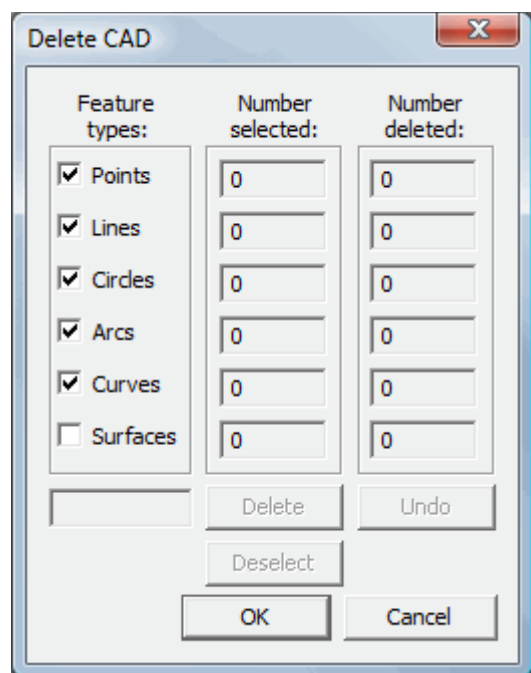 Delete CAD
Feature types:
Number selected:
Number deleted:
Points 0 0
Lines 0 0
Circles 0 0
Arcs 0 0
Curves 0 0
Surfaces 0 0
Delete Undo
Deselect
OK Cancel